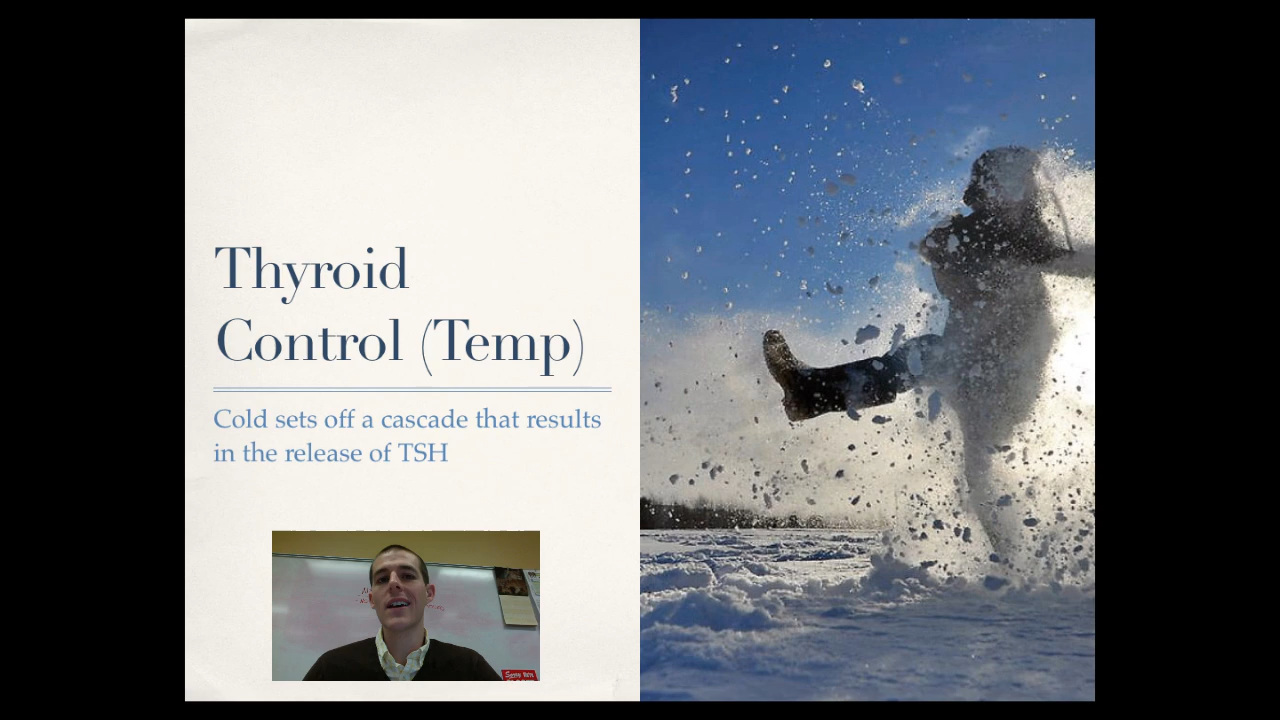 Thyroid
Control (Temp)
Cold sets off a cascade that results
in the release of TSH